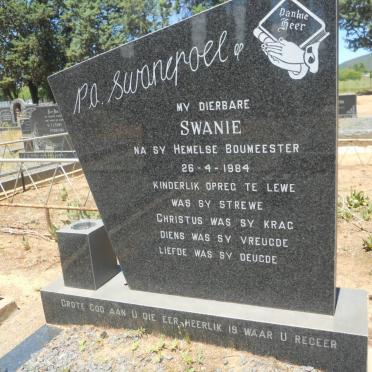 Dankie
Heer
P.A. Swanepoel
MY DIERBARE
SWANIE
NA SY HEMELSE BOUMEESTER
26-4-1984
KINDERLIK OPREG TE LEWE
WAS SY STREWE
CHRISTUS WAS SY KRAG
DIENS WAS SY VREUGDE
LIEFDE WAS SY DEUGDE
GROTE GOD AAN U DIE EER HEERLIK IS WAAR U REGEER